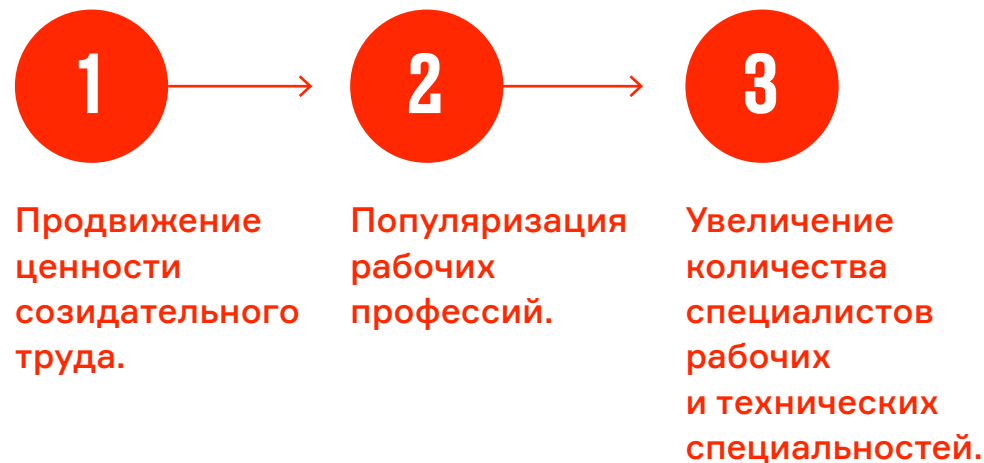 1
2
3
Продвижение
ценности
созидательного
труда.
Популяризация
рабочих
профессий.
Увеличение
количества
специалистов
рабочих
и технических
специальностей.